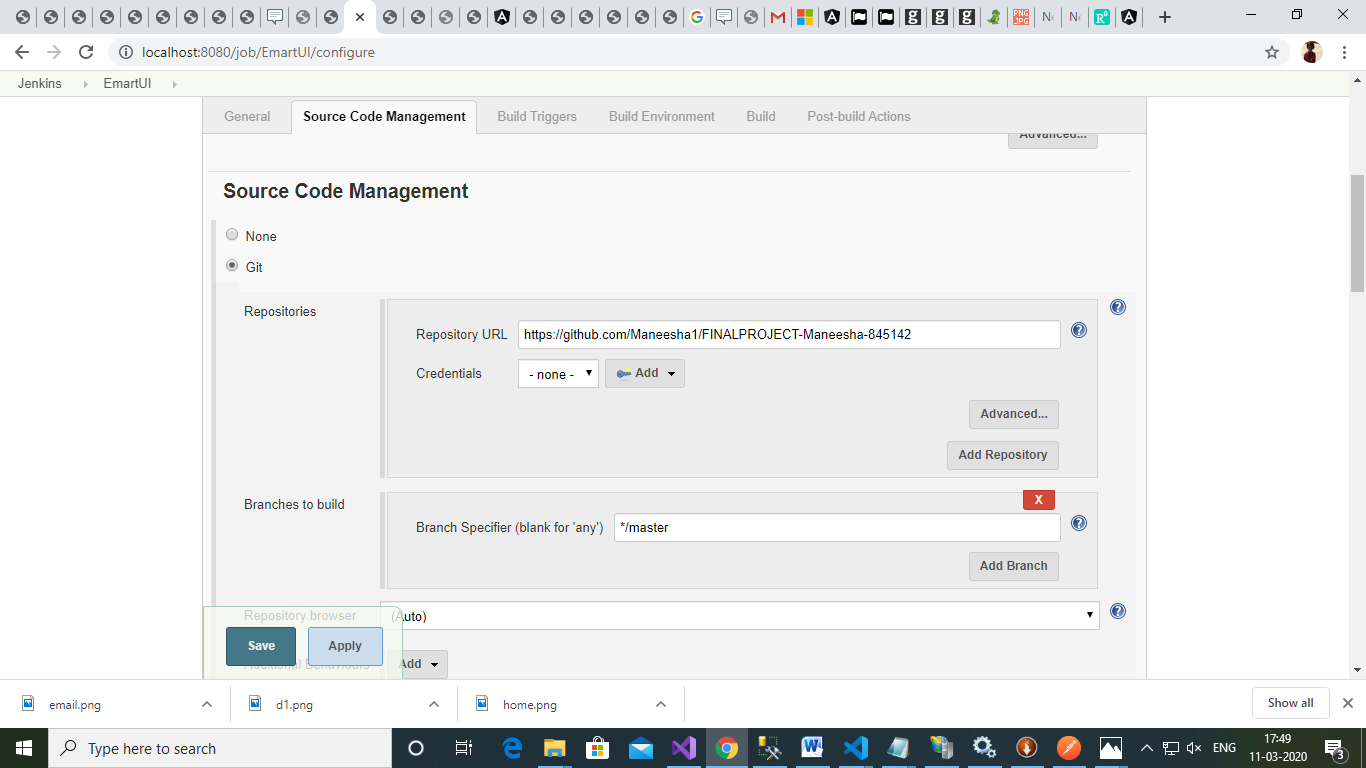 localhost:8080/job/EmartUI/configure
Jenkins
EmartUI
General
Source Code Management
Build Triggers
Build Environment
Build
Post-build Actions
Advanced...
Source Code Management
None
Git
Repositories
Repository URL
https://github.com/Maneesha1/FINALPROJECT-Maneesha-845142
Credentials
- none -
Add
Advanced...
Add Repository
Branches to build
X
Branch Specifier (blank for 'any')
*/master
Add Branch
Repository browser
(Auto)
Save
Apply
Additional Behaviours
Add
email.png
d1.png
home.png
Show all
Type here to search
ENG
17:49
11-03-2020
3